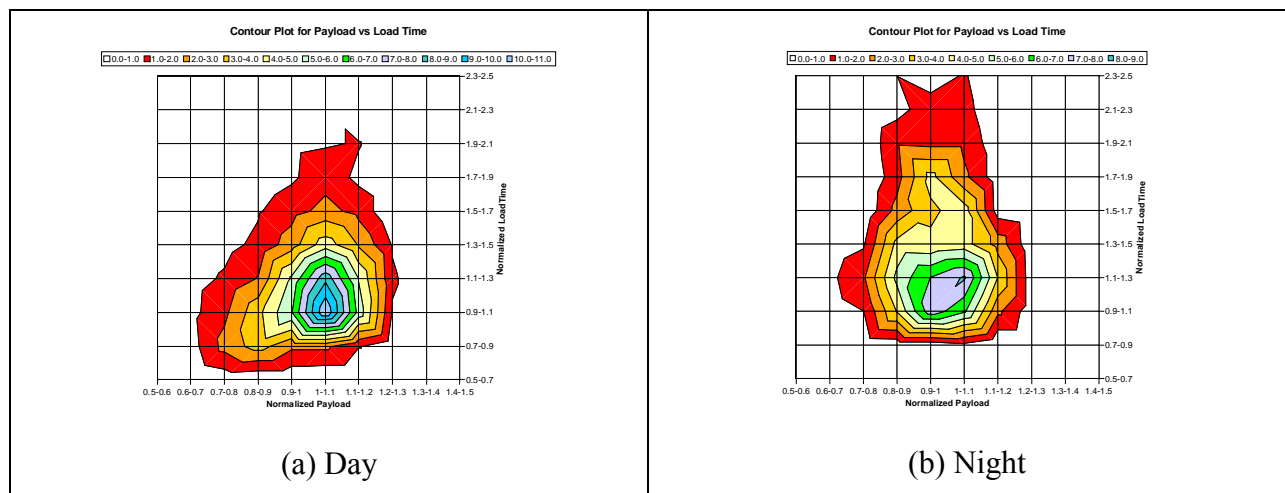 Contour Plot for Payload vs Load Time
0.0-1.0 1.0-2.0 2.0-3.0 3.0-4.0 4.0-5.0 5.0-6.0 6.0-7.0 7.0-8.0 8.0-9.0 9.0-10.0 10.0-11.0
2.3-2.5
2.1-2.3
1.9-2.1
1.7-1.9
1.5-1.7
1.3-1.5
1.1-1.3
0.9-1.1
0.7-0.9
0.5-0.7
Normalized Load Time
0.5-0.6 0.6-0.7 0.7-0.8 0.8-0.9 0.9-1 1-1.1 1.1-1.2 1.2-1.3 1.3-1.4 1.4-1.5
Normalized Payload
(a) Day
Contour Plot for Payload vs Load Time
0.0-1.0 1.0-2.0 2.0-3.0 3.0-4.0 4.0-5.0 5.0-6.0 6.0-7.0 7.0-8.0 8.0-9.0
2.3-2.5
2.1-2.3
1.9-2.1
1.7-1.9
1.5-1.7
1.3-1.5
1.1-1.3
0.9-1.1
0.7-0.9
0.5-0.7
Normalized Load Time
0.5-0.6 0.6-0.7 0.7-0.8 0.8-0.9 0.9-1 1-1.1 1.1-1.2 1.2-1.3 1.3-1.4 1.4-1.5
Normalized Payload
(b) Night